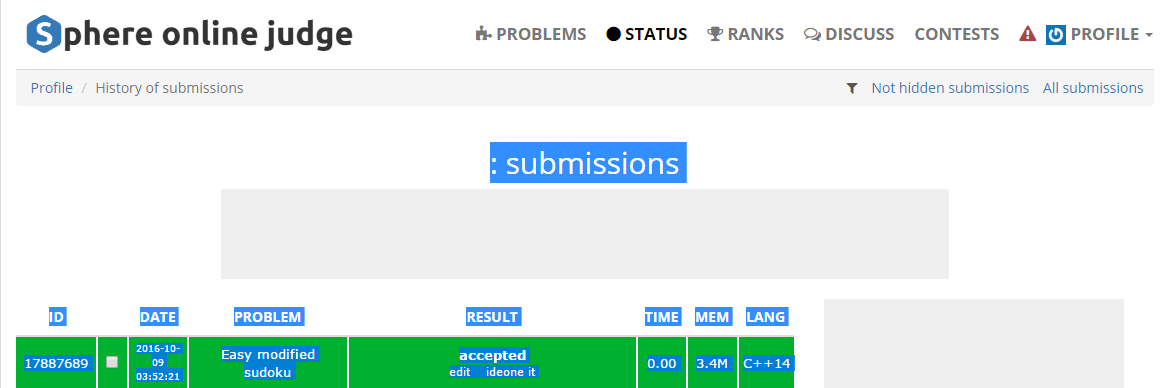 Sphere online judge
PROBLEMS STATUS RANKS DISCUSS CONTESTS PROFILE
Profile / History of submissions Not hidden submissions All submissions
: submissions
ID DATE PROBLEM RESULT TIME MEM LANG
2016-10-
09
03:52:21
17887689
Easy modified
sudoku
accepted
edit ideone it
0.00 3.4M C++14